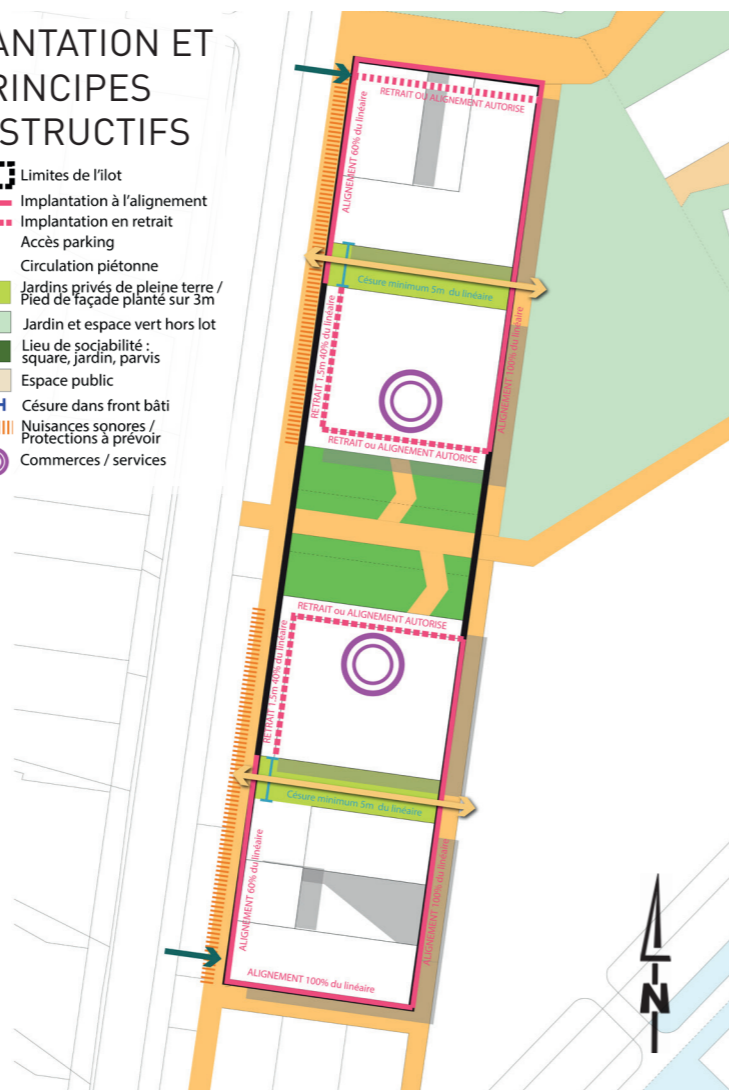 ANTATION ET
RINCIPES
STRUCTIFS
Limites de l'îlot
Implantation à l'alignement
Implantation en retrait
Accès parking
Circulation piétonne
Jardins privés de pleine terre /
Pied de façade planté sur 3m
Jardin et espace vert hors lot
Lieu de sociabilité :
square, jardin, parvis
Espace public
Césure dans front bâti
Nuisances sonores /
Protections à prévoir
Commerces / services
RETRAIT OU ALIGNEMENT AUTORISE
ALIGNEMENT 60% du linéaire
Césure minimum 5m du linéaire
RETRAIT 1.5m 40% du linéaire
ALIGNEMENT 100% du linéaire
RETRAIT ou ALIGNEMENT AUTORISE
RETRAIT ou ALIGNEMENT AUTORISE
RETRAIT 1.5m 40% du linéaire
Césure minimum 5m du linéaire
ALIGNEMENT 60% du linéaire
ALIGNEMENT 100% du linéaire
ALIGNEMENT 100% du linéaire
N